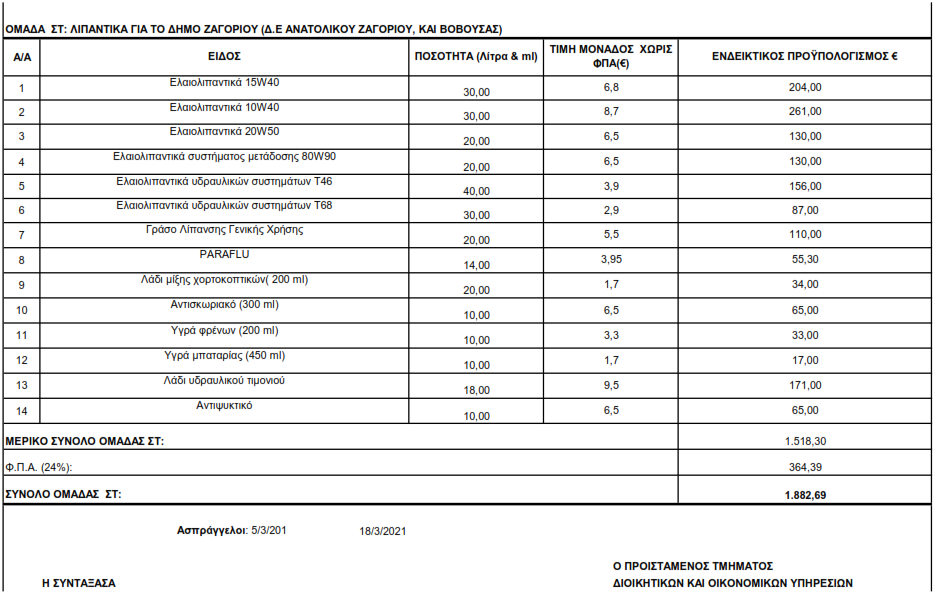 ΟΜΑΔΑ ΣΤ: ΛΙΠΑΝΤΙΚΑ ΓΙΑ ΤΟ ΔΗΜΟ ΖΑΓΟΡΙΟΥ (Δ.Ε ΑΝΑΤΟΛΙΚΟΥ ΖΑΓΟΡΙΟΥ, ΚΑΙ ΒΟΒΟΥΣΑΣ)
Α/Α ΕΙΔΟΣ ΠΟΣΟΤΗΤΑ (Λίτρα & ml) ΤΙΜΗ ΜΟΝΑΔΟΣ ΧΩΡΙΣ ΦΠΑ(€) ΕΝΔΕΙΚΤΙΚΟΣ ΠΡΟΫΠΟΛΟΓΙΣΜΟΣ €
1 Ελαιολιπαντικά 15W40 30,00 6,8 204,00
2 Ελαιολιπαντικά 10W40 30,00 8,7 261,00
3 Ελαιολιπαντικά 20W50 20,00 6,5 130,00
4 Ελαιολιπαντικά συστήματος μετάδοσης 80W90 20,00 6,5 130,00
5 Ελαιολιπαντικά υδραυλικών συστημάτων Τ46 40,00 3,9 156,00
6 Ελαιολιπαντικά υδραυλικών συστημάτων Τ68 30,00 2,9 87,00
7 Γράσο Λίπανσης Γενικής Χρήσης 20,00 5,5 110,00
8 PARAFLU 14,00 3,95 55,30
9 Λάδι μίξης χορτοκοπτικών( 200 ml) 20,00 1,7 34,00
10 Αντισκωριακό (300 ml) 10,00 6,5 65,00
11 Υγρά φρένων (200 ml) 10,00 3,3 33,00
12 Υγρά μπαταρίας (450 ml) 10,00 1,7 17,00
13 Λάδι υδραυλικού τιμονιού 18,00 9,5 171,00
14 Αντιψυκτικό 10,00 6,5 65,00
ΜΕΡΙΚΟ ΣΥΝΟΛΟ ΟΜΑΔΑΣ ΣΤ: 1.518,30
Φ.Π.Α. (24%): 364,39
ΣΥΝΟΛΟ ΟΜΑΔΑΣ ΣΤ: 1.882,69
Ασπράγγελοι: 5/3/201 18/3/2021
Ο ΠΡΟΙΣΤΑΜΕΝΟΣ ΤΜΗΜΑΤΟΣ
Η ΣΥΝΤΑΞΑΣΑ ΔΙΟΙΚΗΤΙΚΩΝ ΚΑΙ ΟΙΚΟΝΟΜΙΚΩΝ ΥΠΗΡΕΣΙΩΝ